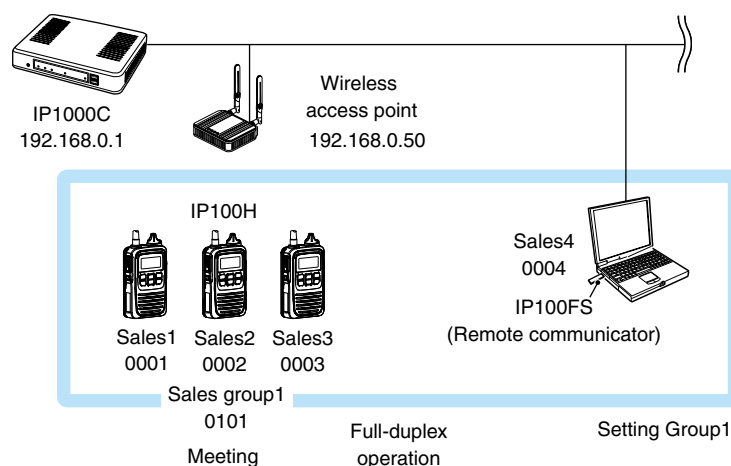 IP1000C
192.168.0.1
Wireless
access point
192.168.0.50
IP100H
Sales1
0001
Sales2
0002
Sales3
0003
Sales4
0004
IP100FS
(Remote communicator)
Sales group1
0101
Meeting
Full-duplex
operation
Setting Group1